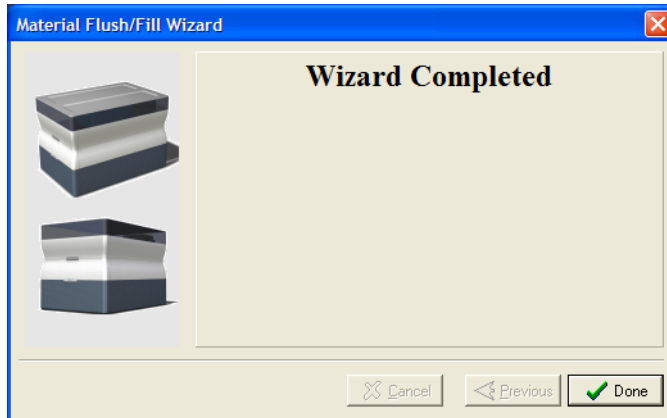 Material Flush/Fill Wizard
Wizard Completed
Cancel
Previous
Done